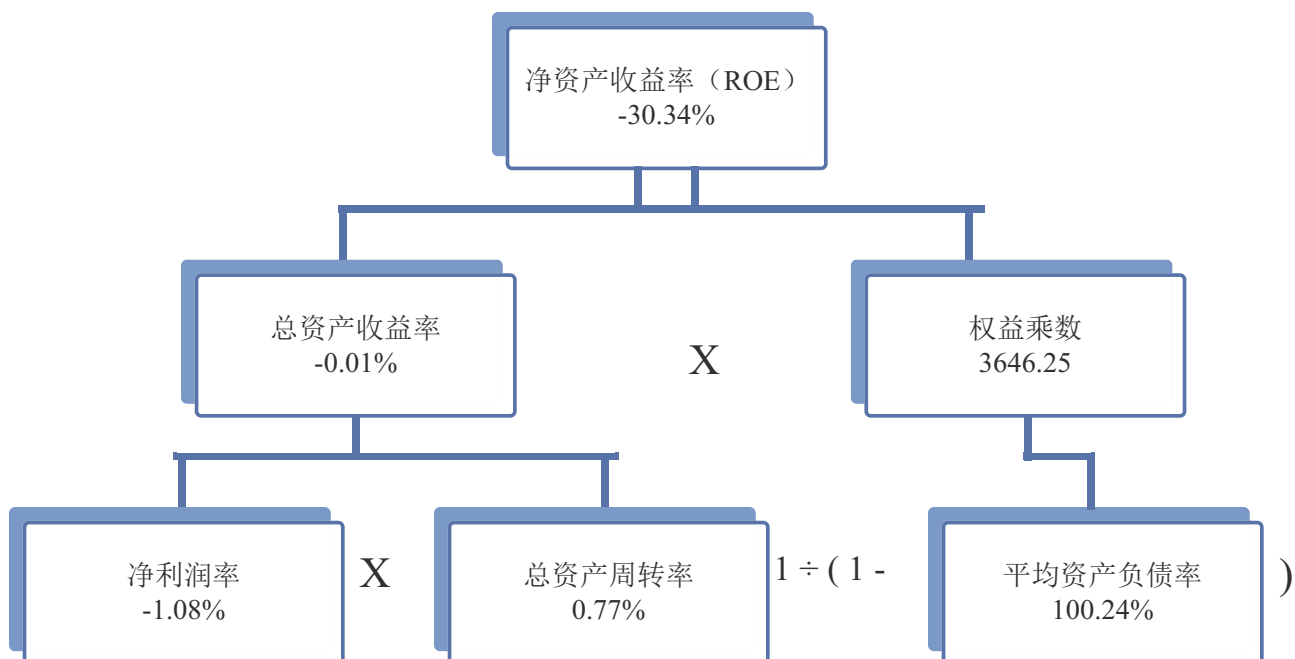 净资产收益率（ROE）
-30.34%
总资产收益率
-0.01%
X
权益乘数
3646.25
净利润率
-1.08%
X
总资产周转率
0.77%
1 ÷ ( 1 -
平均资产负债率
100.24%
)